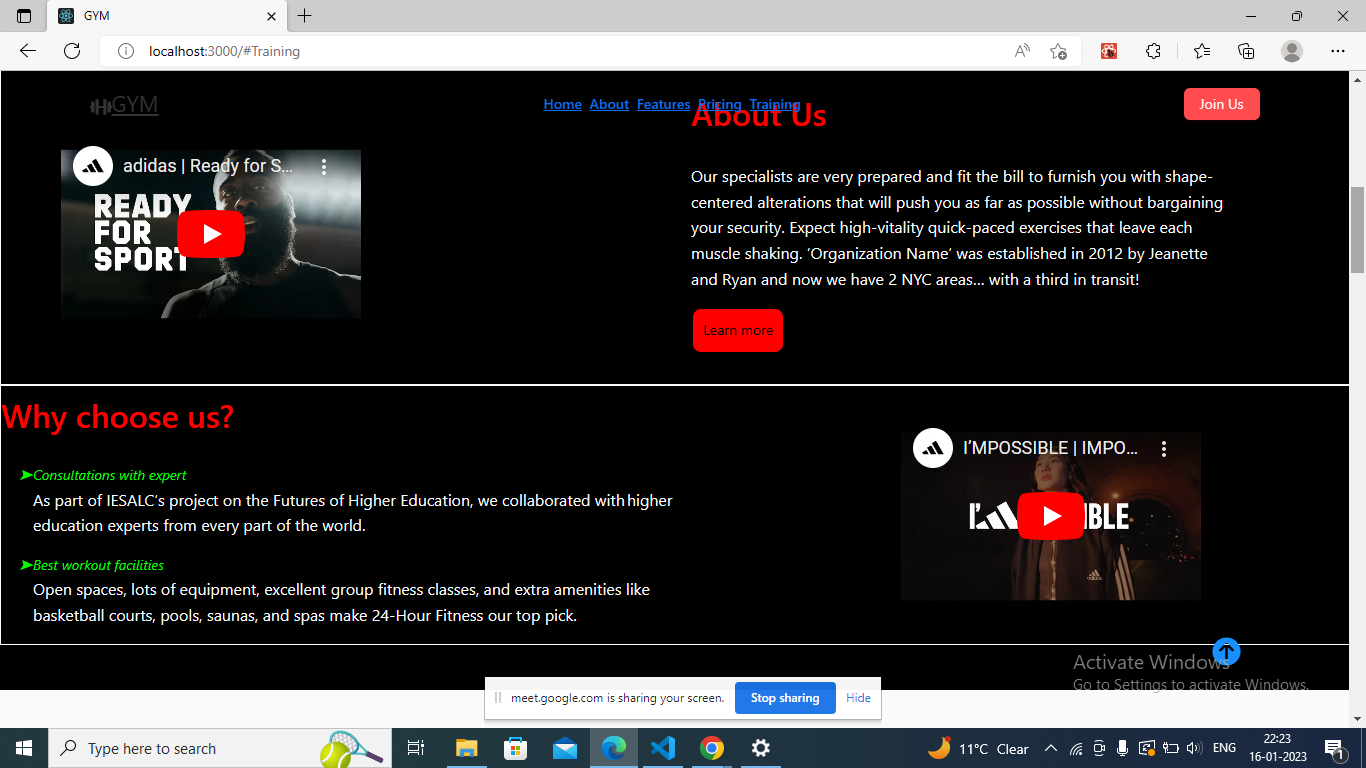 GYM
localhost:3000/#Training
GYM
Home About Features Pricing Training
Join Us
About Us
adidas | Ready for S...
READY
FOR
SPORT
Our specialists are very prepared and fit the bill to furnish you with shape-
centered alterations that will push you as far as possible without bargaining
your security. Expect high-vitality quick-paced exercises that leave each
muscle shaking. ‘Organization Name’ was established in 2012 by Jeanette
and Ryan and now we have 2 NYC areas... with a third in transit!
Learn more
Why choose us?
➤Consultations with expert
As part of IESALC’s project on the Futures of Higher Education, we collaborated with higher
education experts from every part of the world.
➤Best workout facilities
Open spaces, lots of equipment, excellent group fitness classes, and extra amenities like
basketball courts, pools, saunas, and spas make 24-Hour Fitness our top pick.
I’MPOSSIBLE | IMPO...
Activate Windows
Go to Settings to activate Windows.
meet.google.com is sharing your screen.
Stop sharing
Hide
Type here to search
11°C Clear
ENG
22:23
16-01-2023
1